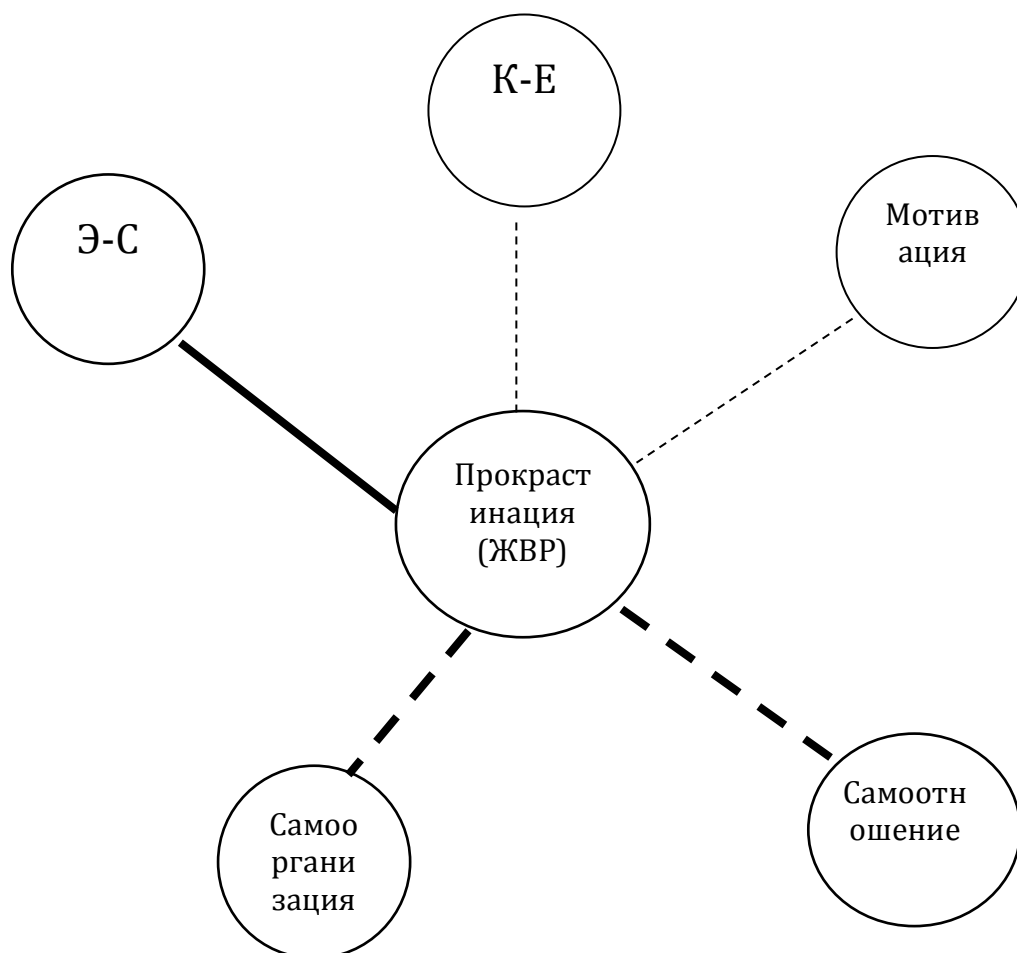 К-Е
Э-С
Мотив
ация
Прокраст
инация
(ЖВР)
Самоо
ргани
зация
Самоотн
ошение